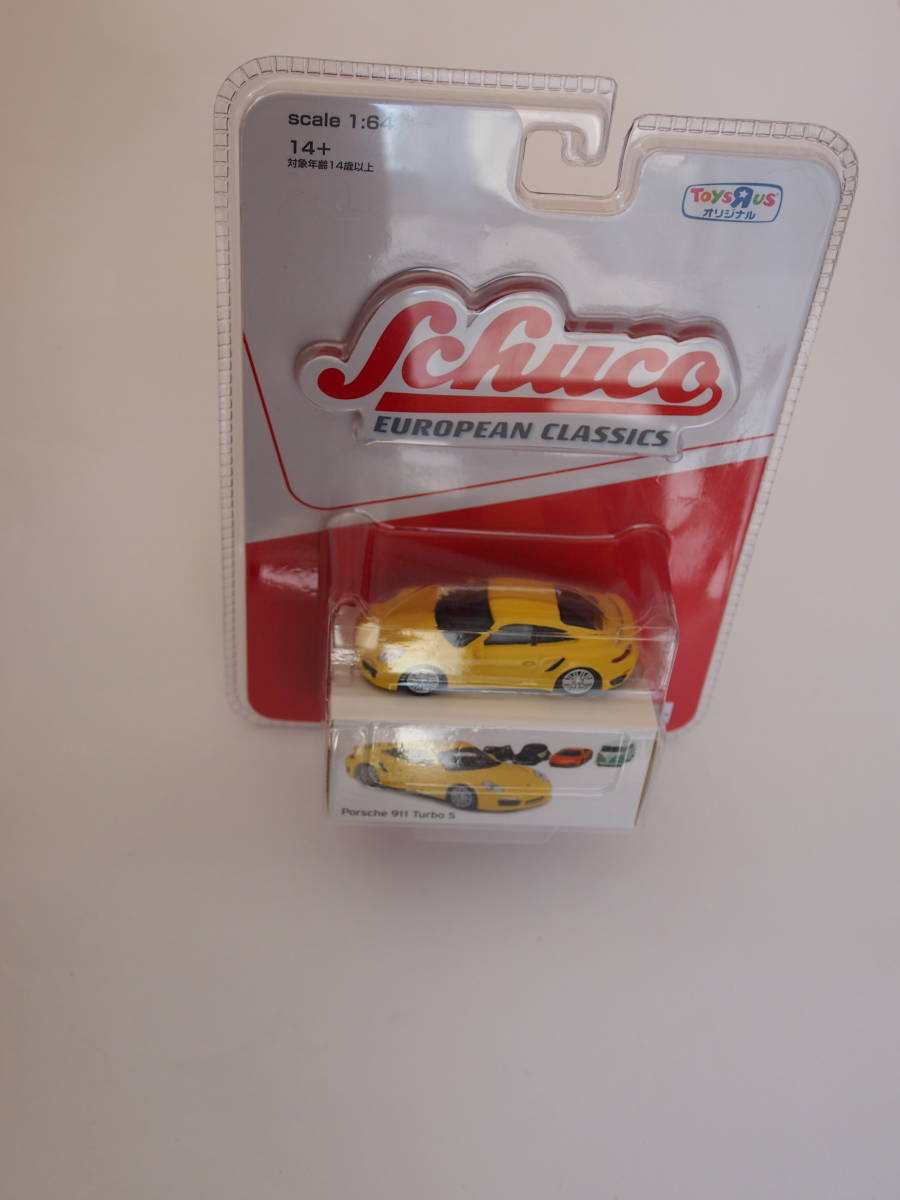 scale 1:64
14+
対象年齢14歳以上
TOYSRUS
オリジナル
Schuco
EUROPEAN CLASSICS
Porsche 911 Turbo S